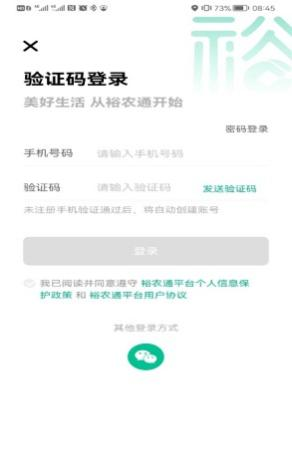 73% 08:45
裕
验证码登录
美好生活 从裕农通开始
密码登录
手机号码 请输入手机号码
验证码 请输入验证码 发送验证码
未注册手机验证通过后，将自动创建账号
登录
我已阅读并同意遵守 裕农通平台个人信息保
护政策 和 裕农通平台用户协议
其他登录方式